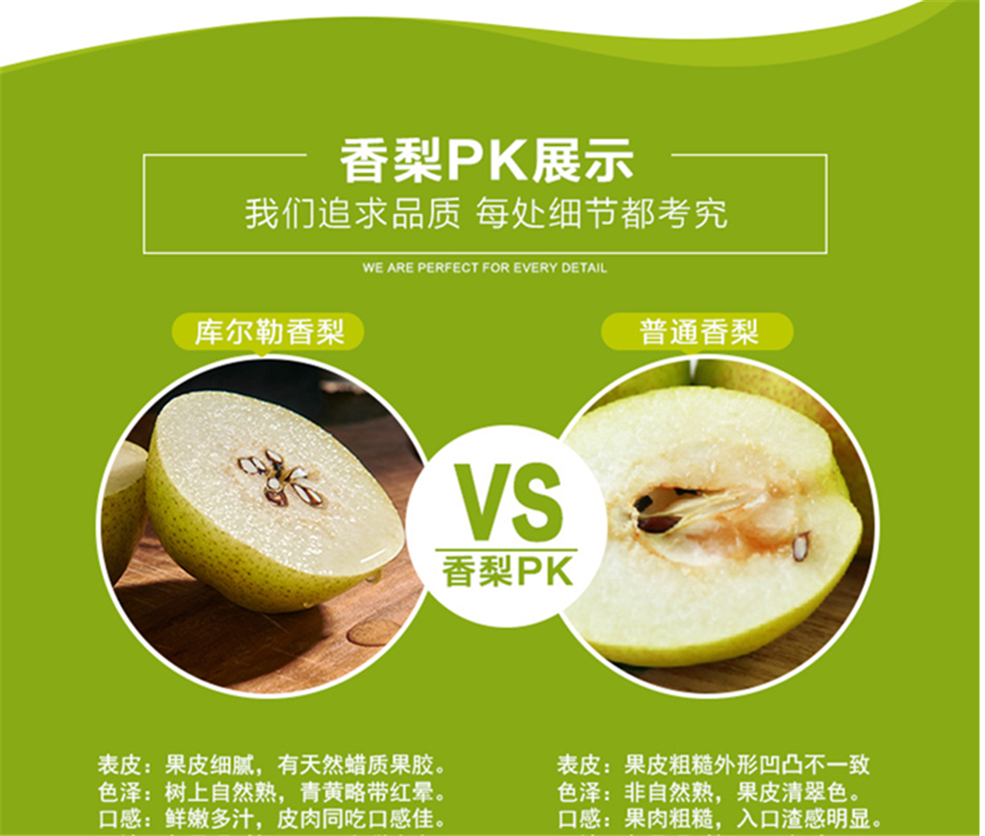 香梨PK展示
我们追求品质 每处细节都考究
WE ARE PERFECT FOR EVERY DETAIL
库尔勒香梨
普通香梨
VS
香梨PK
表皮：果皮细腻，有天然蜡质果胶。
色泽：树上自然熟，青黄略带红晕。
口感：鲜嫩多汁，皮肉同吃口感佳。
表皮：果皮粗糙外形凹凸不一致
色泽：非自然熟，果皮清翠色。
口感：果肉粗糙，入口渣感明显。